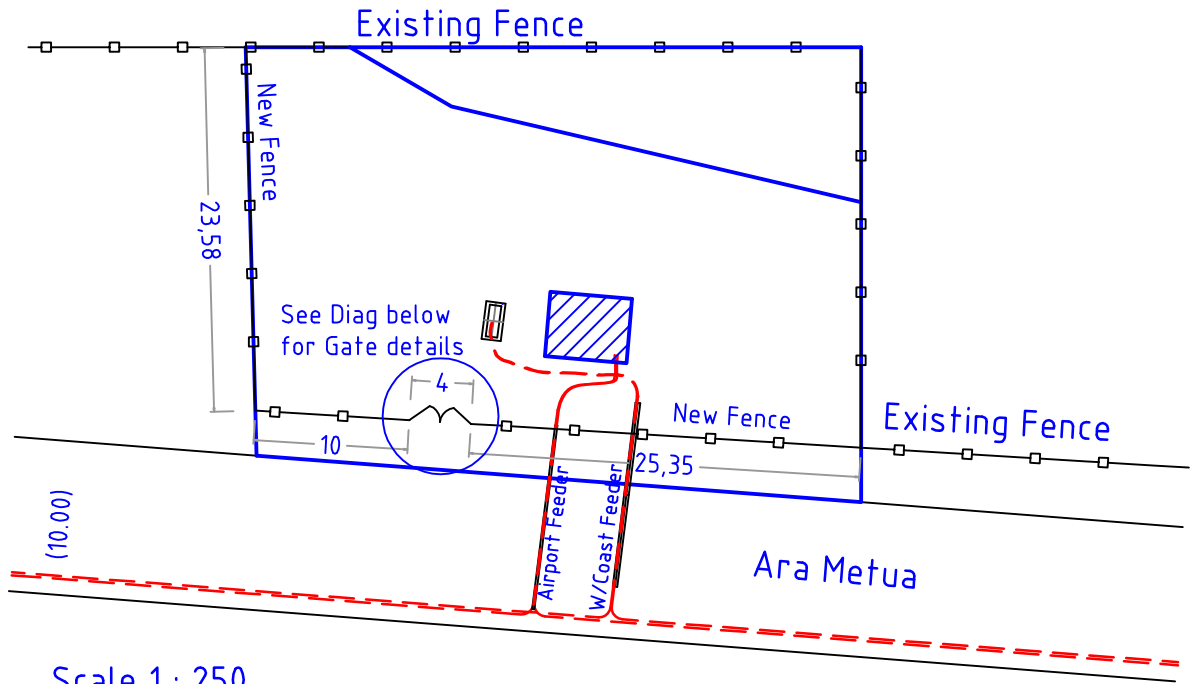 Existing Fence
New Fence
23,58
See Diag below
for Gate details
4
New Fence
Existing Fence
10
25,35
Airport Feeder
W/Coast Feeder
(10.00)
Ara Metua
Scale 1 : 250